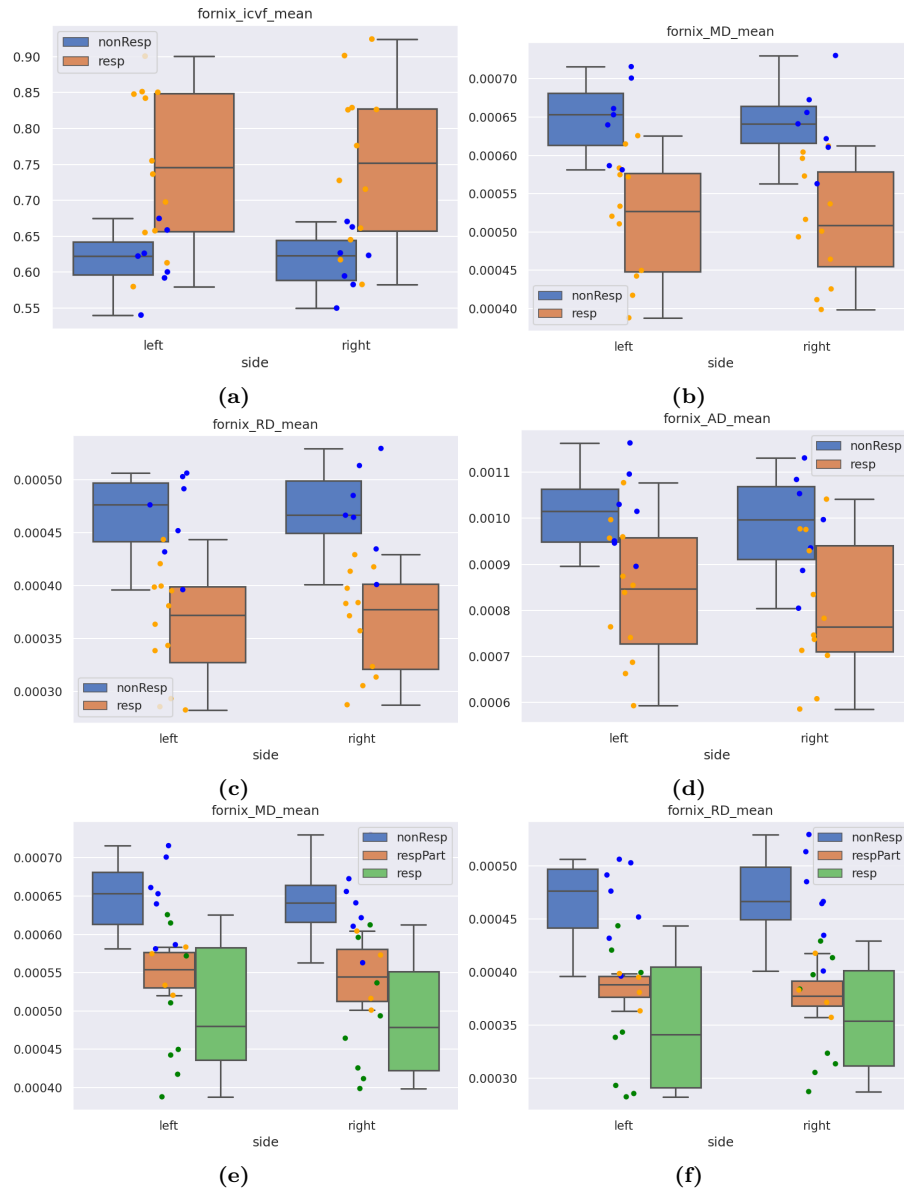 fornix_icvf_mean
nonResp
resp
0.90
0.85
0.80
0.75
0.70
0.65
0.60
0.55
left
right
side
(a)
fornix_MD_mean
0.00070
0.00065
0.00060
0.00055
0.00050
0.00045
0.00040
nonResp
resp
left
right
side
(b)
fornix_RD_mean
0.00050
0.00045
0.00040
0.00035
0.00030
nonResp
resp
left
right
side
(c)
fornix_AD_mean
nonResp
resp
0.0011
0.0010
0.0009
0.0008
0.0007
0.0006
left
right
side
(d)
fornix_MD_mean
nonResp
respPart
resp
0.00070
0.00065
0.00060
0.00055
0.00050
0.00045
0.00040
left
right
side
(e)
fornix_RD_mean
nonResp
respPart
resp
0.00050
0.00045
0.00040
0.00035
0.00030
left
right
side
(f)